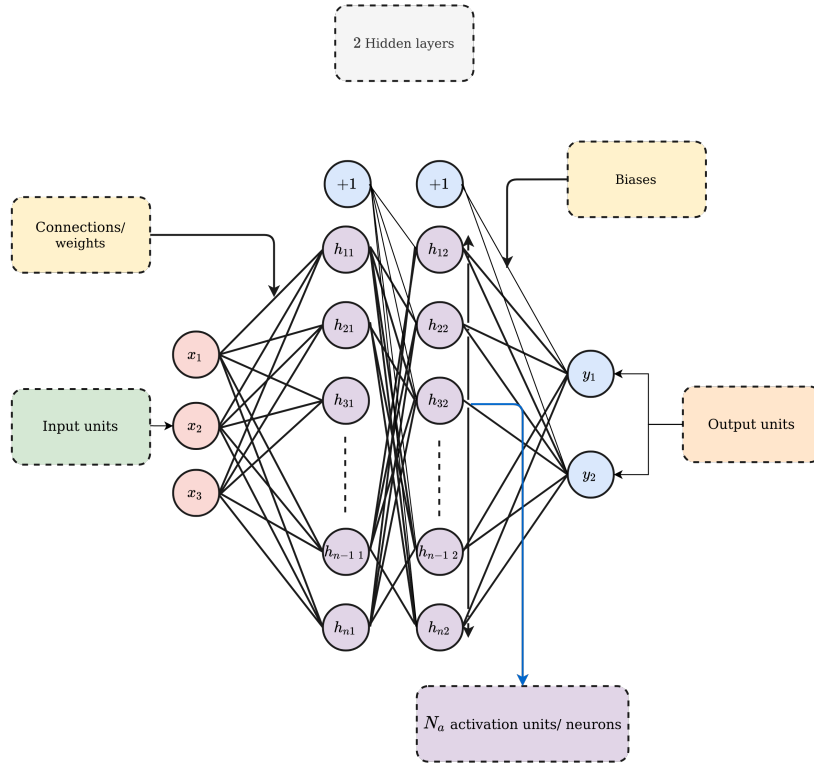 2 Hidden layers
Biases
+1
+1
Connections/
weights
h₁₁
h₁₂
h₂₁
h₂₂
x₁
y₁
h₃₁
h₃₂
Input units
x₂
Output units
y₂
x₃
hₙ₋₁ ₁
hₙ₋₁ ₂
hₙ₁
hₙ₂
Nₐ activation units/ neurons